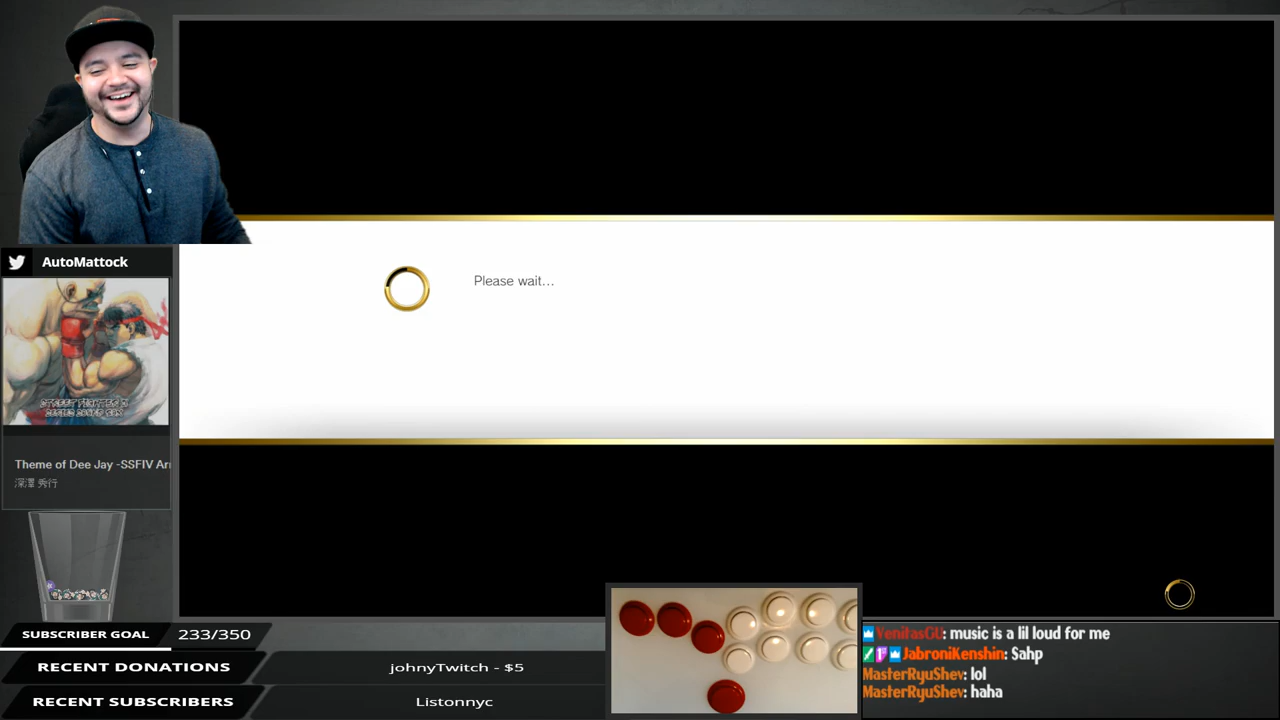 AutoMattock
Theme of Dee Jay -SSFIV Ar
深澤 秀行
SUBSCRIBER GOAL
233/350
RECENT DONATIONS
johnyTwitch - $5
RECENT SUBSCRIBERS
Listonnyc
Please wait...
VenitasGU: music is a lil loud for me
JabroniKenshin: Sahp
MasterRyuShev: lol
MasterRyuShev: haha